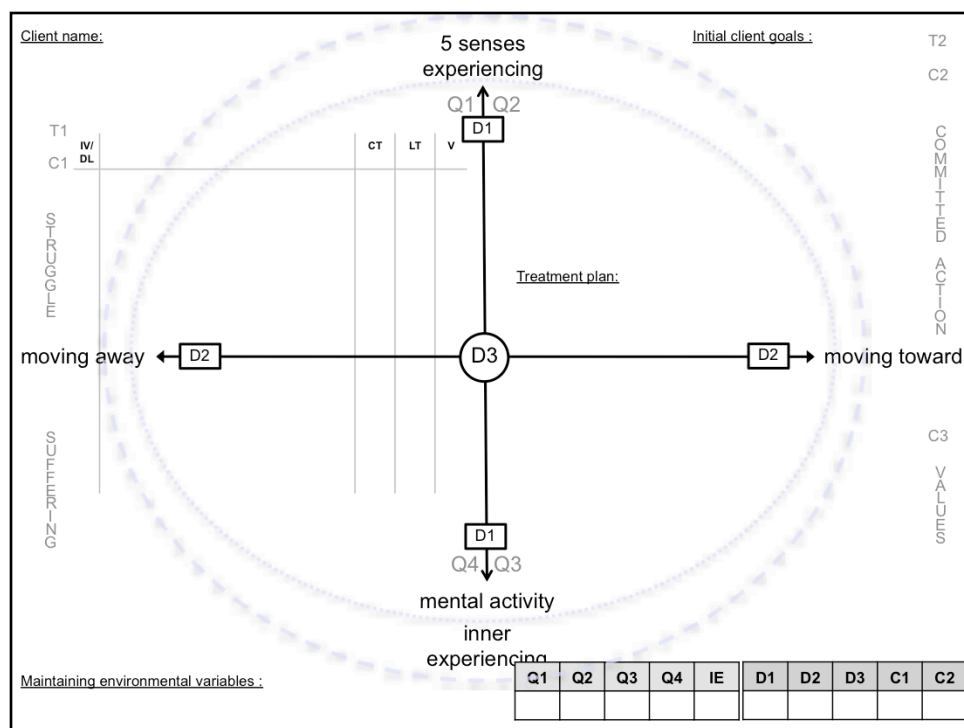 Client name:
Initial client goals :
T2
C2
5 senses
experiencing
Q1
Q2
D1
T1
C1
IV/
DL
CT
LT
V
STRUGGLE
COMMITTED ACTION
Treatment plan:
moving away
D2
D3
D2
moving toward
SUFFERING
C3
VALUES
D1
Q4
Q3
mental activity
inner
experiencing
Maintaining environmental variables :
Q1 Q2 Q3 Q4 IE D1 D2 D3 C1 C2